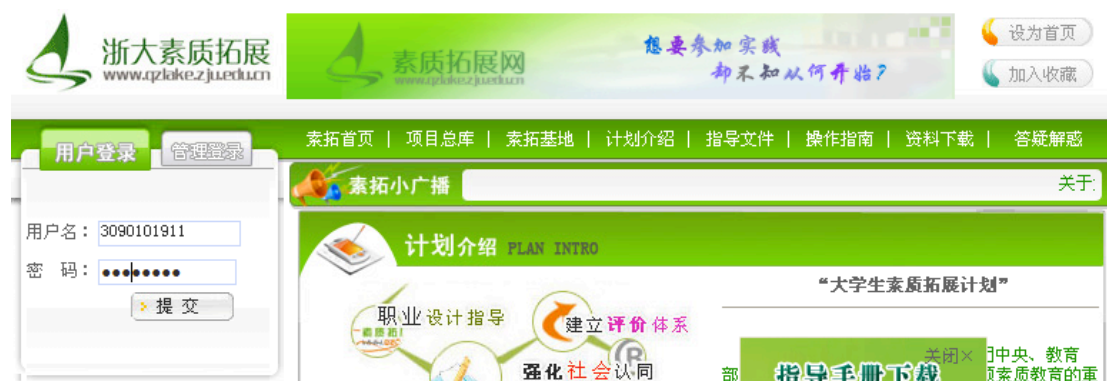 浙大素质拓展
www.qzlake.zju.edu.cn
素质拓展网
www.qzlake.zju.edu.cn
想要参加实践
却不知从何开始?
设为首页
加入收藏
用户登录
管理登录
素拓首页 | 项目总库 | 素拓基地 | 计划介绍 | 指导文件 | 操作指南 | 资料下载 | 答疑解惑
素拓小广播
关于
用户名: 3090101911
密 码: ●●●●●●●●
提 交
计划介绍 PLAN INTRO
“大学生素质拓展计划”
职业设计指导
建立评价体系
强化社会认同
关闭×
中央、教育
部
指导手册下载
素质教育的重